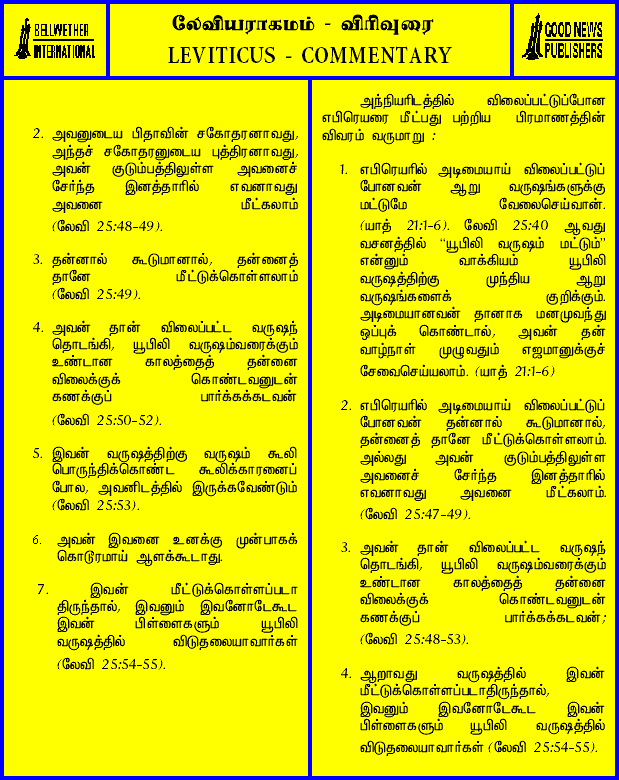 BELLWETHER
INTERNATIONAL
லேவியராகமம் - விரிவுரை
LEVITICUS - COMMENTARY
GOOD NEWS
PUBLISHERS
2. அவனுடைய பிதாவின் சகோதரனாவது,
அந்தச் சகோதரனுடைய புத்திரனாவது,
அவன் குடும்பத்திலுள்ள அவனைச்
சேர்ந்த இனத்தாரில் எவனாவது
அவனை மீட்கலாம்
(லேவி 25:48-49).
3. தன்னால் கூடுமானால், தன்னைத்
தானே மீட்டுக்கொள்ளலாம்
(லேவி 25:49).
4. அவன் தான் விலைப்பட்ட வருஷந்
தொடங்கி, யூபிலி வருஷம்வரைக்கும்
உண்டான காலத்தைத் தன்னை
விலைக்குக் கொண்டவனுடன்
கணக்குப் பார்க்கக்கடவன்
(லேவி 25:50-52).
5. இவன் வருஷத்திற்கு வருஷம் கூலி
பொருந்திக்கொண்ட கூலிக்காரனைப்
போல, அவனிடத்தில் இருக்கவேண்டும்
(லேவி 25:53).
6. அவன் இவனை உனக்கு முன்பாகக்
கொடூரமாய் ஆளக்கூடாது.
7. இவன் மீட்டுக்கொள்ளப்படா
திருந்தால், இவனும் இவனோடேகூட
இவன் பிள்ளைகளும் யூபிலி
வருஷத்தில் விடுதலையாவார்கள்
(லேவி 25:54-55).
அந்நியரிடத்தில் விலைப்பட்டுப்போன
எபிரெயரை மீட்பது பற்றிய பிரமாணத்தின்
விவரம் வருமாறு :
1. எபிரெயரில் அடிமையாய் விலைப்பட்டுப்
போனவன் ஆறு வருஷங்களுக்கு
மட்டுமே வேலைசெய்வான்.
(யாத் 21:1-6). லேவி 25:40 ஆவது
வசனத்தில் “யூபிலி வருஷம் மட்டும்”
என்னும் வாக்கியம் யூபிலி
வருஷத்திற்கு முந்திய ஆறு
வருஷங்களைக் குறிக்கும்.
அடிமையானவன் தானாக மனமுவந்து
ஒப்புக் கொண்டால், அவன் தன்
வாழ்நாள் முழுவதும் எஜமானுக்குச்
சேவைசெய்யலாம். (யாத் 21:1-6)
2. எபிரெயரில் அடிமையாய் விலைப்பட்டுப்
போனவன் தன்னால் கூடுமானால்,
தன்னைத் தானே மீட்டுக்கொள்ளலாம்.
அல்லது அவன் குடும்பத்திலுள்ள
அவனைச் சேர்ந்த இனத்தாரில்
எவனாவது அவனை மீட்கலாம்.
(லேவி 25:47-49).
3. அவன் தான் விலைப்பட்ட வருஷந்
தொடங்கி, யூபிலி வருஷம்வரைக்கும்
உண்டான காலத்தைத் தன்னை
விலைக்குக் கொண்டவனுடன்
கணக்குப் பார்க்கக்கடவன்;
(லேவி 25:48-53).
4. ஆறாவது வருஷத்தில் இவன்
மீட்டுக்கொள்ளப்படாதிருந்தால்,
இவனும் இவனோடேகூட இவன்
பிள்ளைகளும் யூபிலி வருஷத்தில்
விடுதலையாவார்கள் (லேவி 25:54-55).